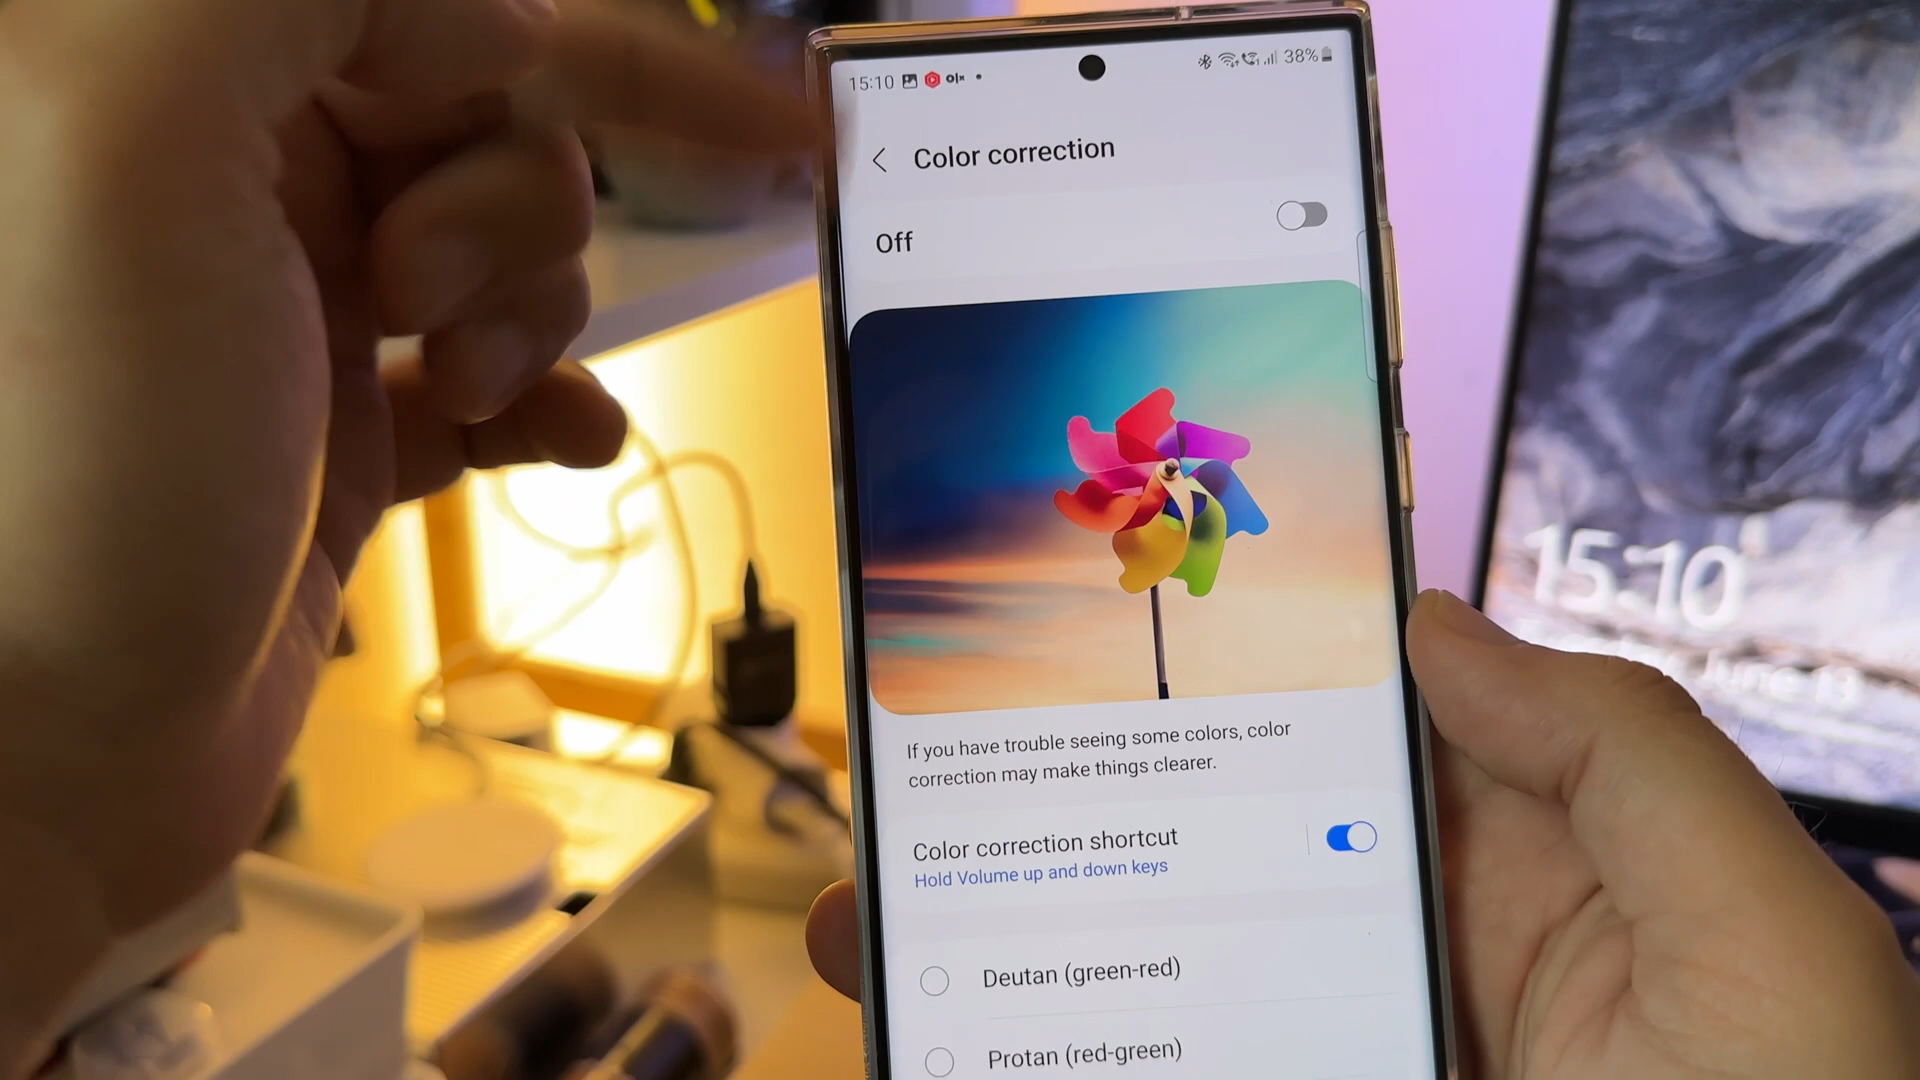 15:10
38%
Color correction
Off
If you have trouble seeing some colors, color
correction may make things clearer.
Color correction shortcut
Hold Volume up and down keys
Deutan (green-red)
Protan (red-green)
15:10
June 13